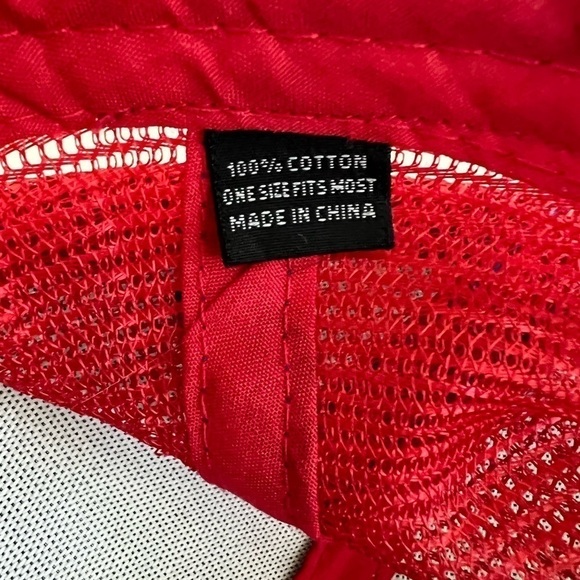 100% COTTON
ONE SIZE FITS MOST
MADE IN CHINA